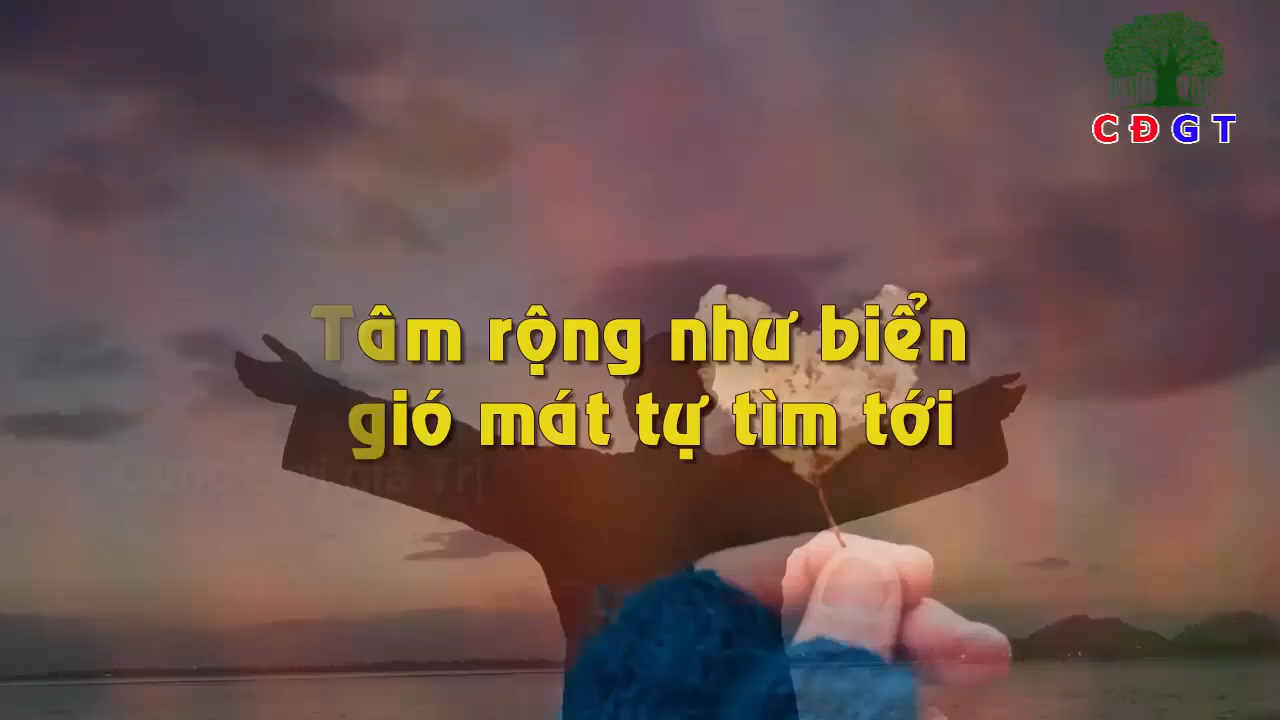 CĐGT
Tâm rộng như biển
gió mát tự tìm tới